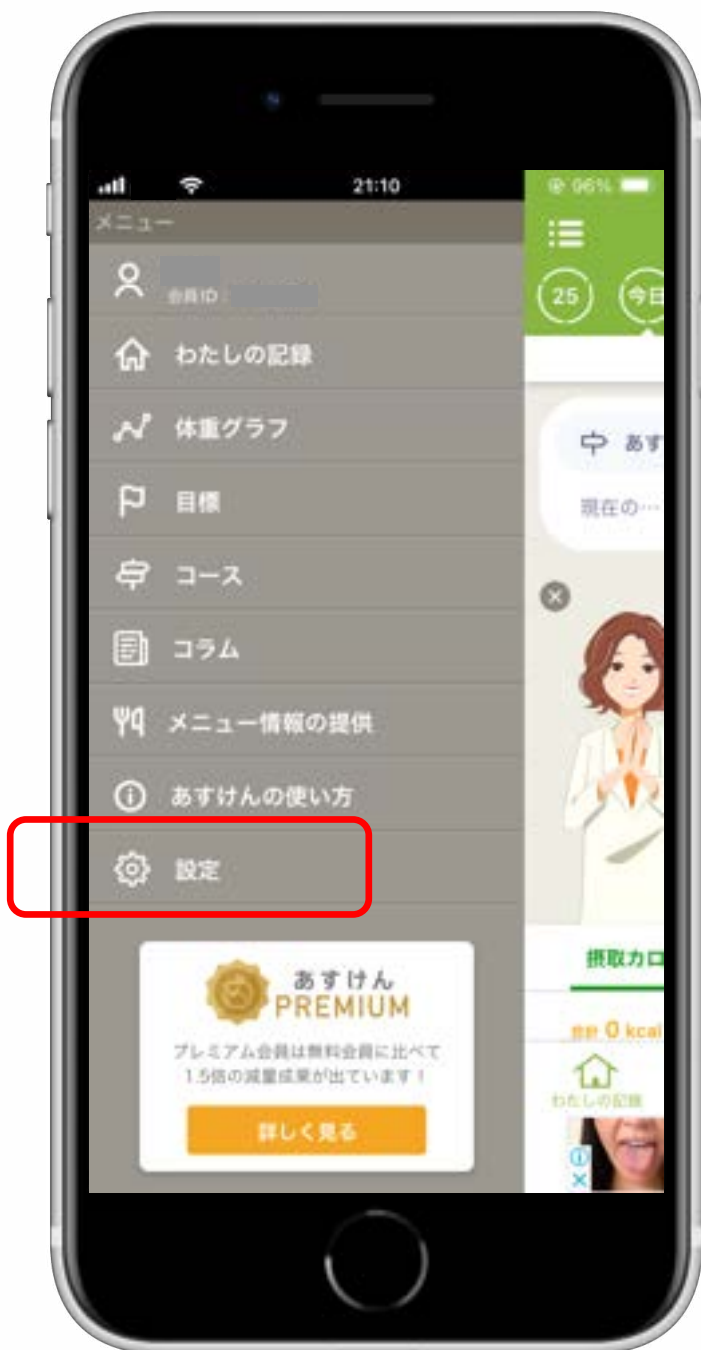 21:10
96%
メニュー
会員ID:
わたしの記録
体重グラフ
目標
コース
コラム
メニュー情報の提供
あすけんの使い方
設定
あすけん
PREMIUM
プレミアム会員は無料会員に比べて
1.5倍の減量成果が出ています!
詳しく見る
25
今日
あす
現在の…
摂取カロ
合計 0 kcal
わたしの記録